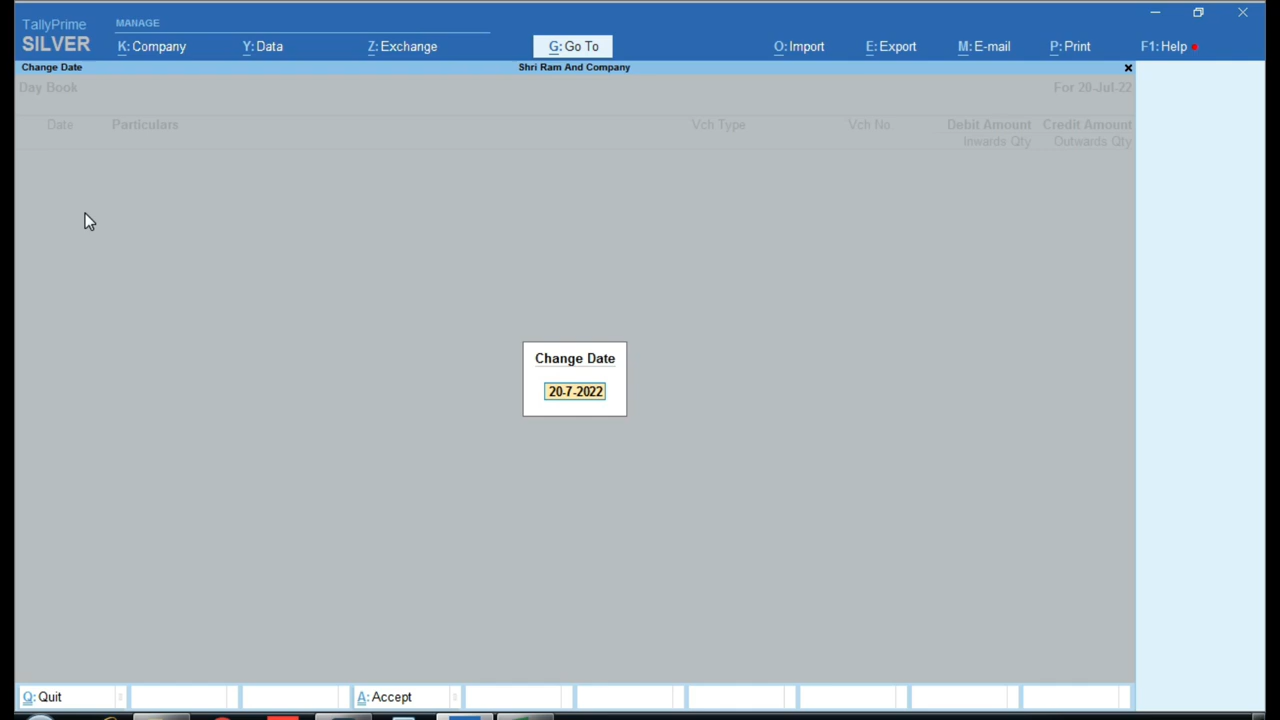 TallyPrime
SILVER
MANAGE
K: Company Y: Data Z: Exchange G: Go To O: Import E: Export M: E-mail P: Print F1: Help
Change Date Shri Ram And Company
Day Book For 20-Jul-22
Date Particulars Vch Type Vch No. Debit Amount Credit Amount
Inwards Qty Outwards Qty
Change Date
20-7-2022
Q: Quit A: Accept